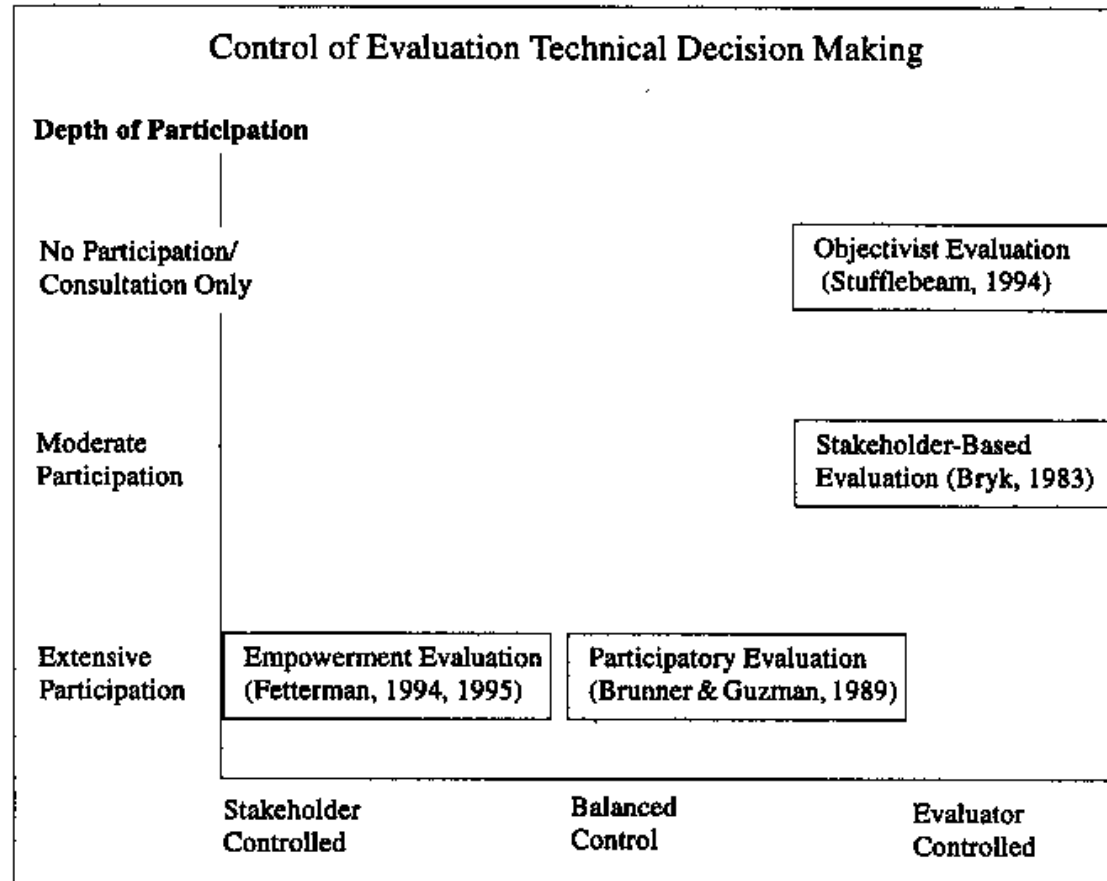 Control of Evaluation Technical Decision Making
Depth of Participation
No Participation/
Consultation Only
Objectivist Evaluation
(Stufflebeam, 1994)
Moderate
Participation
Stakeholder-Based
Evaluation (Bryk, 1983)
Extensive
Participation
Empowerment Evaluation
(Fetterman, 1994, 1995)
Participatory Evaluation
(Brunner & Guzman, 1989)
Stakeholder
Controlled
Balanced
Control
Evaluator
Controlled